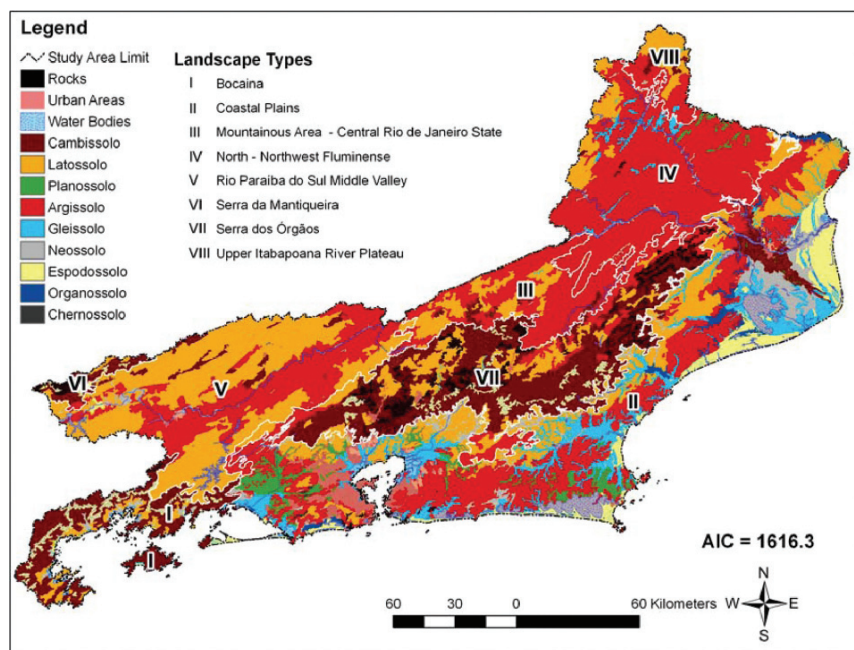 Legend
Study Area Limit
Rocks
Urban Areas
Water Bodies
Cambissolo
Latossolo
Planossolo
Argissolo
Gleissolo
Neossolo
Espodossolo
Organossolo
Chernossolo
Landscape Types
I Bocaina
II Coastal Plains
III Mountainous Area - Central Rio de Janeiro State
IV North - Northwest Fluminense
V Rio Paraíba do Sul Middle Valley
VI Serra da Mantiqueira
VII Serra dos Órgãos
VIII Upper Itabapoana River Plateau
VIII
IV
III
VI
V
VII
II
I
I
AIC = 1616.3
60 30 0 60 Kilometers
N
W E
S